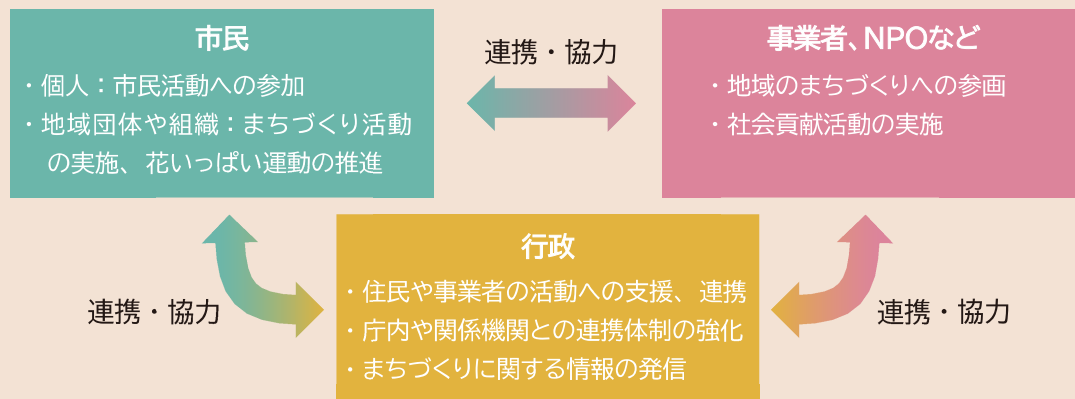 市民
・個人：市民活動への参加
・地域団体や組織：まちづくり活動
の実施、花いっぱい運動の推進
連携・協力
事業者、NPOなど
・地域のまちづくりへの参画
・社会貢献活動の実施
連携・協力
行政
・住民や事業者の活動への支援、連携
・庁内や関係機関との連携体制の強化
・まちづくりに関する情報の発信
連携・協力